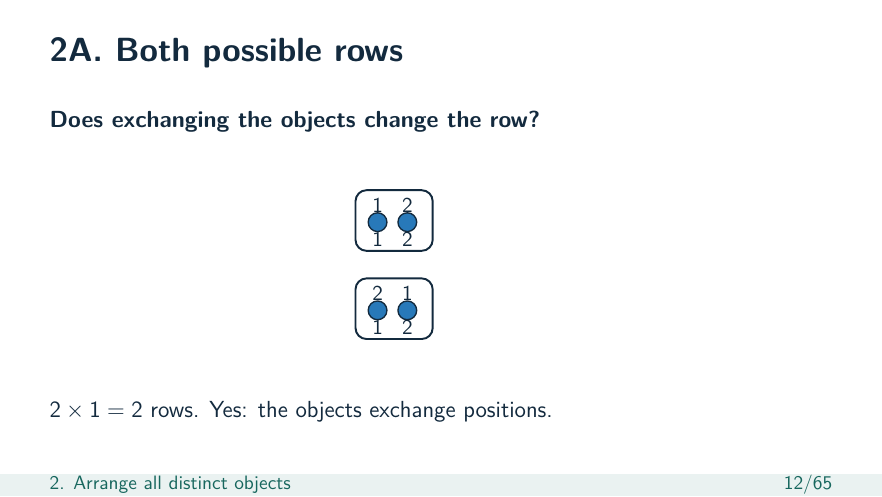 2A. Both possible rows
Does exchanging the objects change the row?
1 2
1 2
2 1
1 2
2 × 1 = 2 rows. Yes: the objects exchange positions.
2. Arrange all distinct objects 12/65